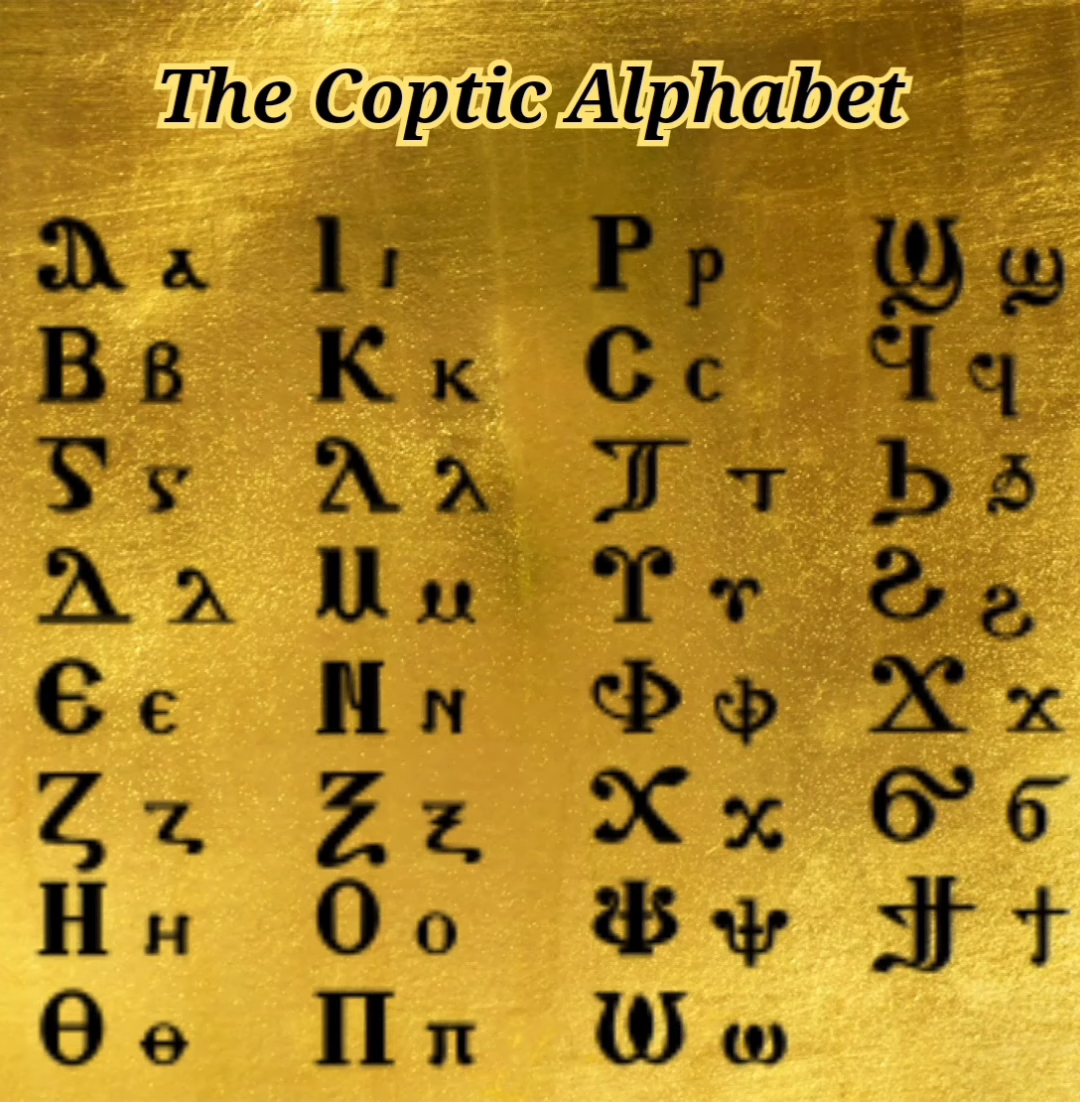 The Coptic Alphabet
Ⲁ ⲁ Ⲓ ⲓ Ⲣ ⲣ Ϣ ϣ
Ⲃ ⲃ Ⲕ ⲕ Ⲥ ⲥ Ϥ ϥ
Ⲅ ⲅ Ⲗ ⲗ Ⲧ ⲧ Ϧ ϧ
Ⲇ ⲇ Ⲙ ⲙ Ⲩ ⲩ Ϩ ϩ
Ⲉ ⲉ Ⲛ ⲛ Ⲫ ⲫ Ϫ ϫ
Ⲍ ⲍ Ⲝ ⲝ Ⲭ ⲭ Ϭ ϭ
Ⲏ ⲏ Ⲟ ⲟ Ⲯ ⲯ Ϯ ϯ
Ⲑ ⲑ Ⲡ ⲡ Ⲱ ⲱ